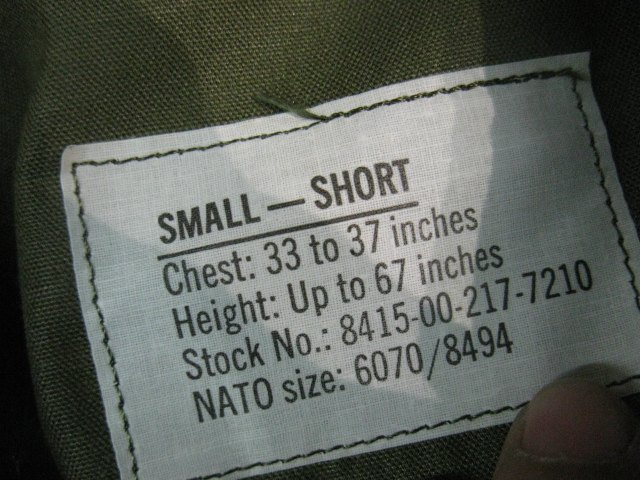 SMALL — SHORT
Chest: 33 to 37 inches
Height: Up to 67 inches
Stock No.: 8415-00-217-7210
NATO size: 6070/8494